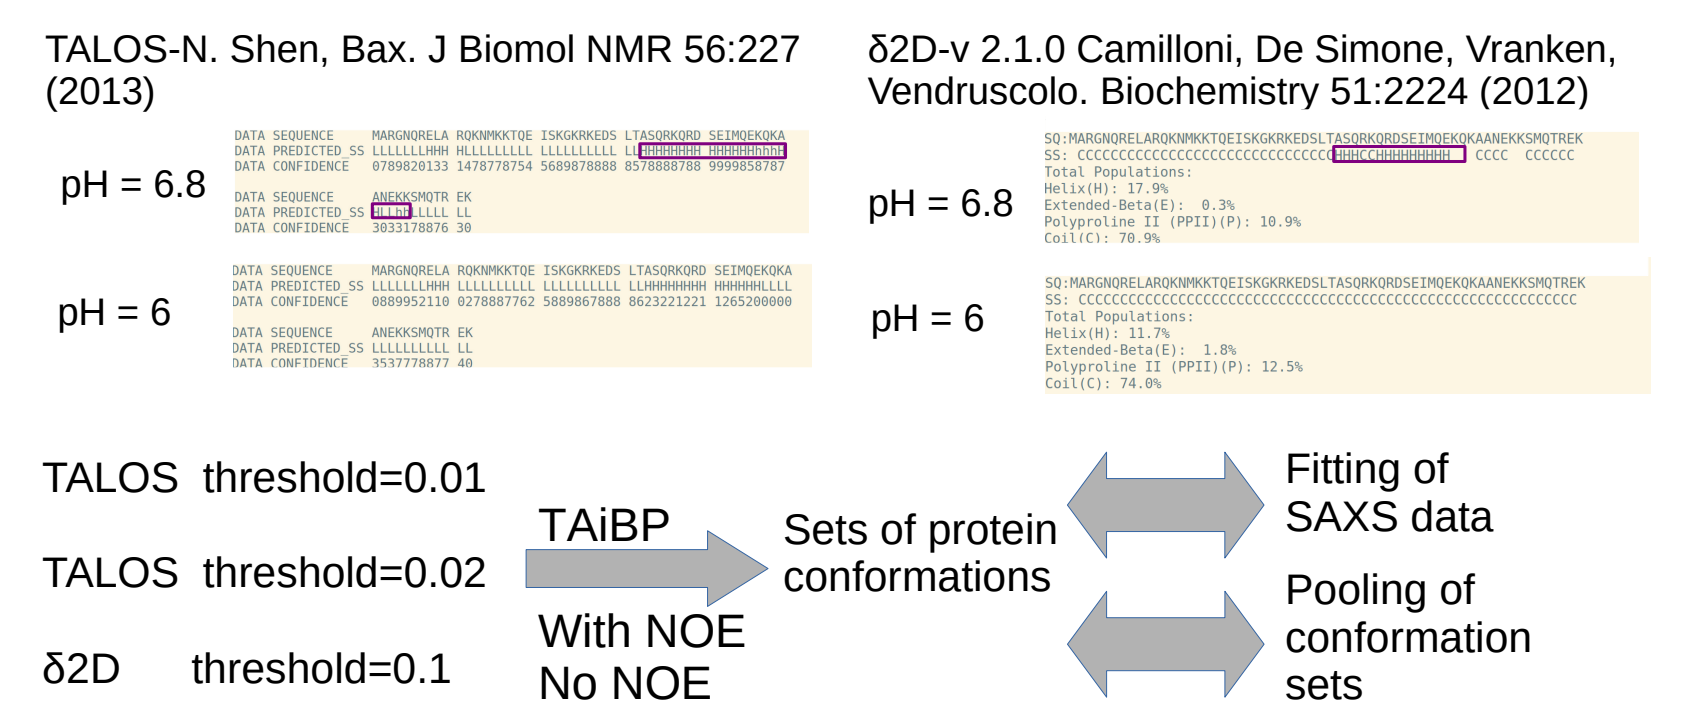 TALOS-N. Shen, Bax. J Biomol NMR 56:227
(2013)
DATA SEQUENCE MARGNQRELA RQKNMKKTQE ISKGKRKEDS LTASQRKQRD SEIMQEKQKA
DATA PREDICTED_SS LLLLLLLHHH HLLLLLLLLL LLLLLLLLLL LLHHHHHHHH HHHHHHhhhH
DATA CONFIDENCE 0789820133 1478778754 5689878888 8578888788 9999858787
pH = 6.8
DATA SEQUENCE ANEKKSMQTR EK
DATA PREDICTED_SS HLLhhLLLLL LL
DATA CONFIDENCE 3033178876 30
DATA SEQUENCE MARGNQRELA RQKNMKKTQE ISKGKRKEDS LTASQRKQRD SEIMQEKQKA
DATA PREDICTED_SS LLLLLLLHHH LLLLLLLLLL LLLLLLLLLL LLHHHHHHHH HHHHHHLLLL
DATA CONFIDENCE 0889952110 0278887762 5889867888 8623221221 1265200000
pH = 6
DATA SEQUENCE ANEKKSMQTR EK
DATA PREDICTED_SS LLLLLLLLLL LL
DATA CONFIDENCE 3537778877 40
δ2D-v 2.1.0 Camilloni, De Simone, Vranken,
Vendruscolo. Biochemistry 51:2224 (2012)
SQ:MARGNQRELARQKNMKKTQEISKGKRKEDSLTASQRKQRDSEIMQEKQKAANEKKSMQTREK
SS: CCCCCCCCCCCCCCCCCCCCCCCCCCCCCCCHHHCCHHHHHHHHH CCCC CCCCCC
Total Populations:
Helix(H): 17.9%
pH = 6.8
Extended-Beta(E): 0.3%
Polyproline II (PPII)(P): 10.9%
Coil(C): 70.9%
SQ:MARGNQRELARQKNMKKTQEISKGKRKEDSLTASQRKQRDSEIMQEKQKAANEKKSMQTREK
SS: CCCCCCCCCCCCCCCCCCCCCCCCCCCCCCCCCCCCCCCCCCCCCCCCCCCCCCCCCCCC
Total Populations:
pH = 6
Helix(H): 11.7%
Extended-Beta(E): 1.8%
Polyproline II (PPII)(P): 12.5%
Coil(C): 74.0%
TALOS threshold=0.01
TALOS threshold=0.02
δ2D threshold=0.1
TAiBP
With NOE
No NOE
Sets of protein
conformations
Fitting of
SAXS data
Pooling of
conformation
sets